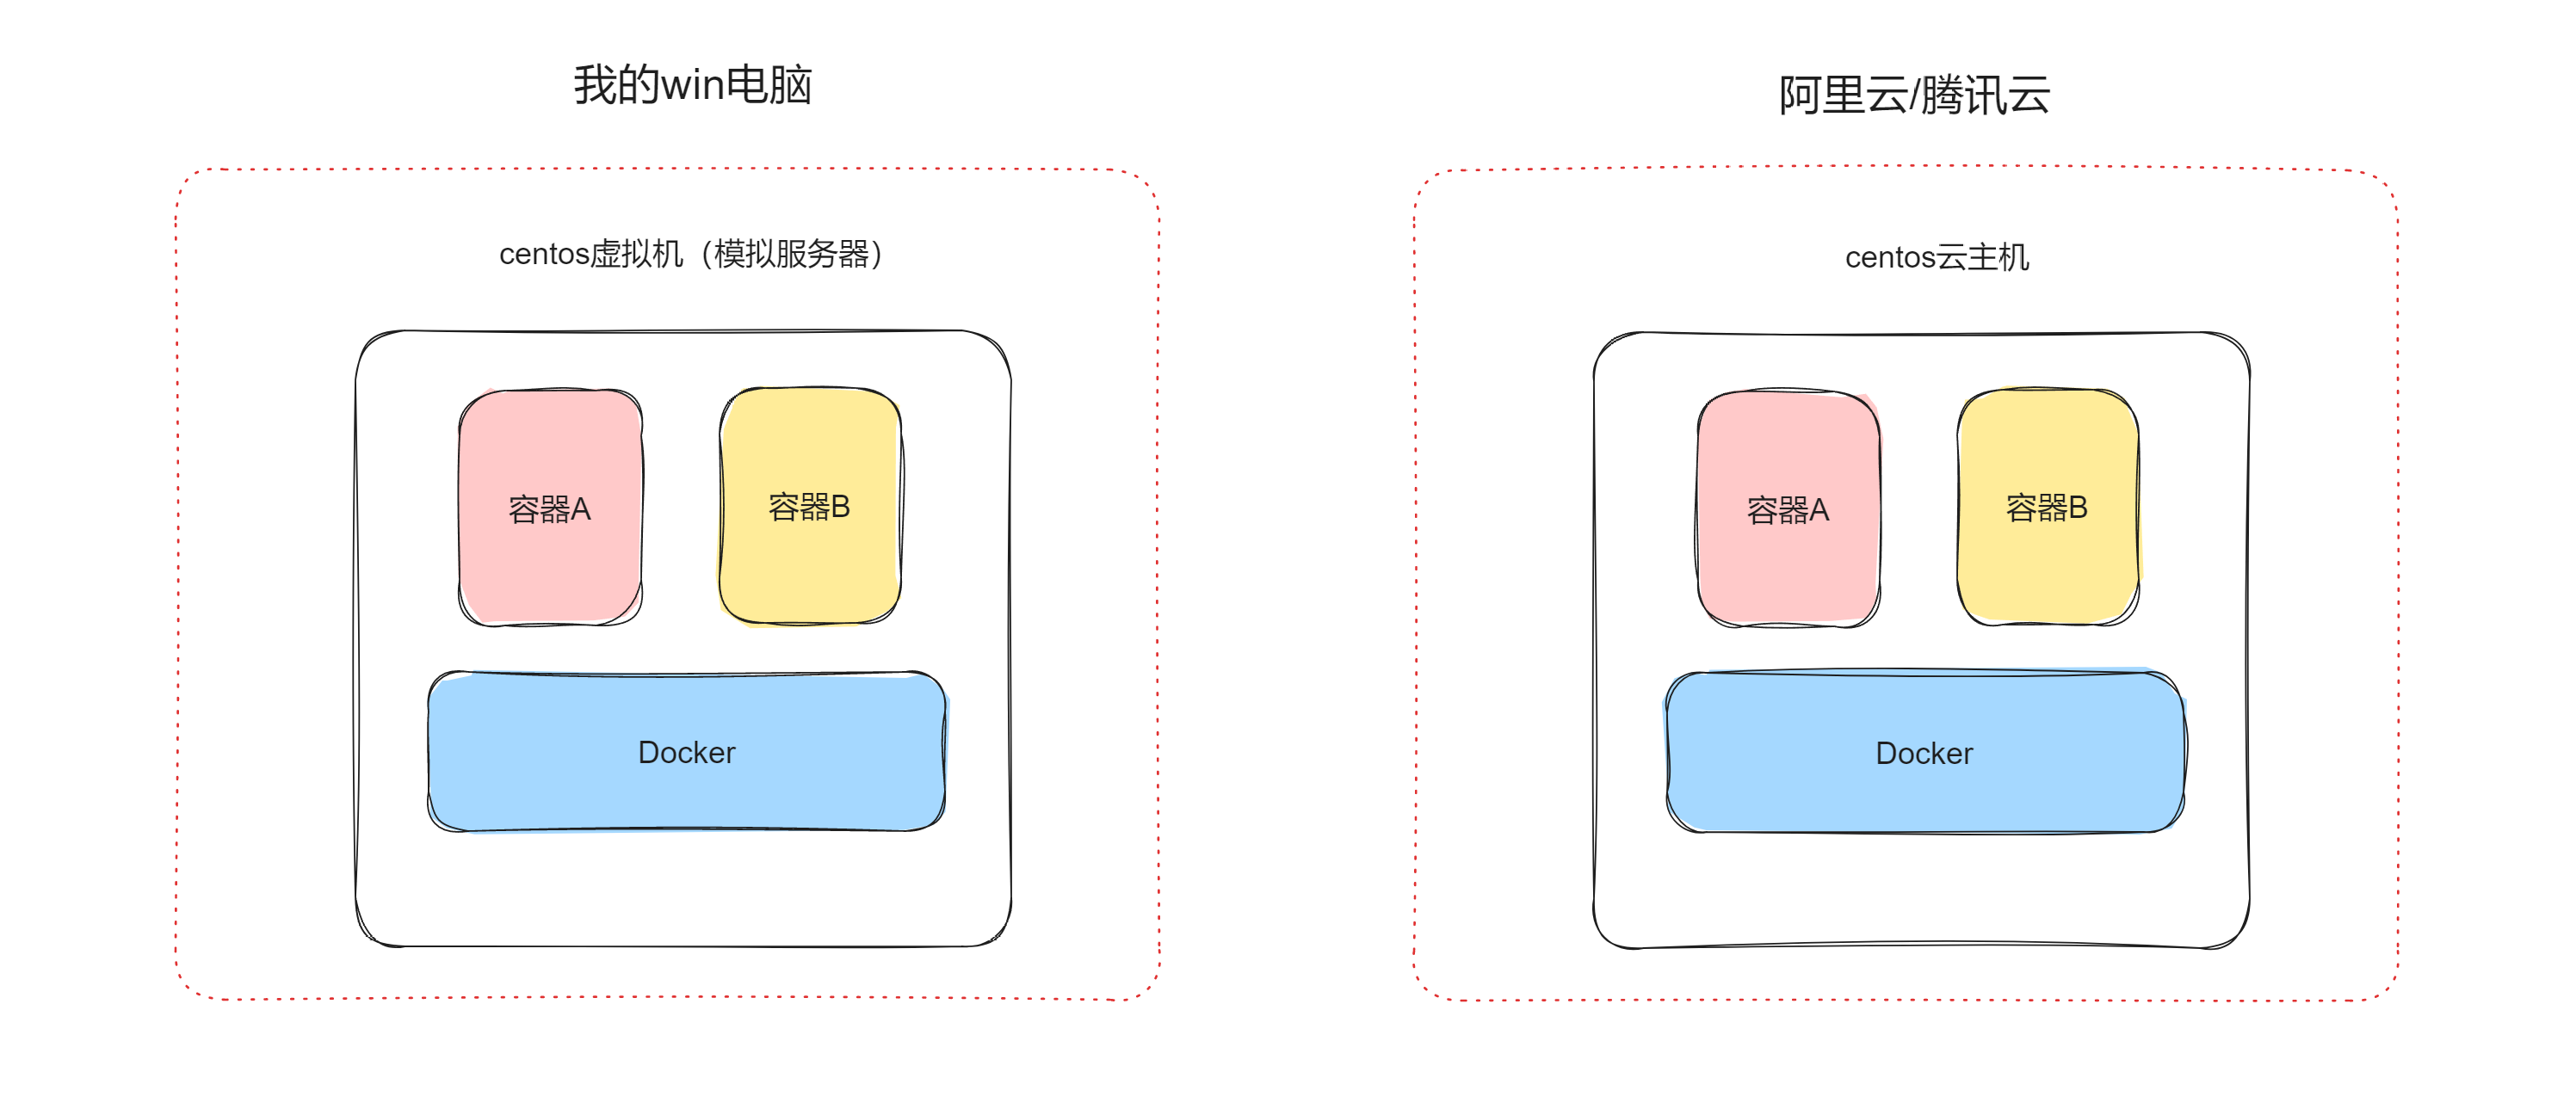 我的win电脑
centos虚拟机（模拟服务器）
容器A
容器B
Docker
阿里云/腾讯云
centos云主机
容器A
容器B
Docker